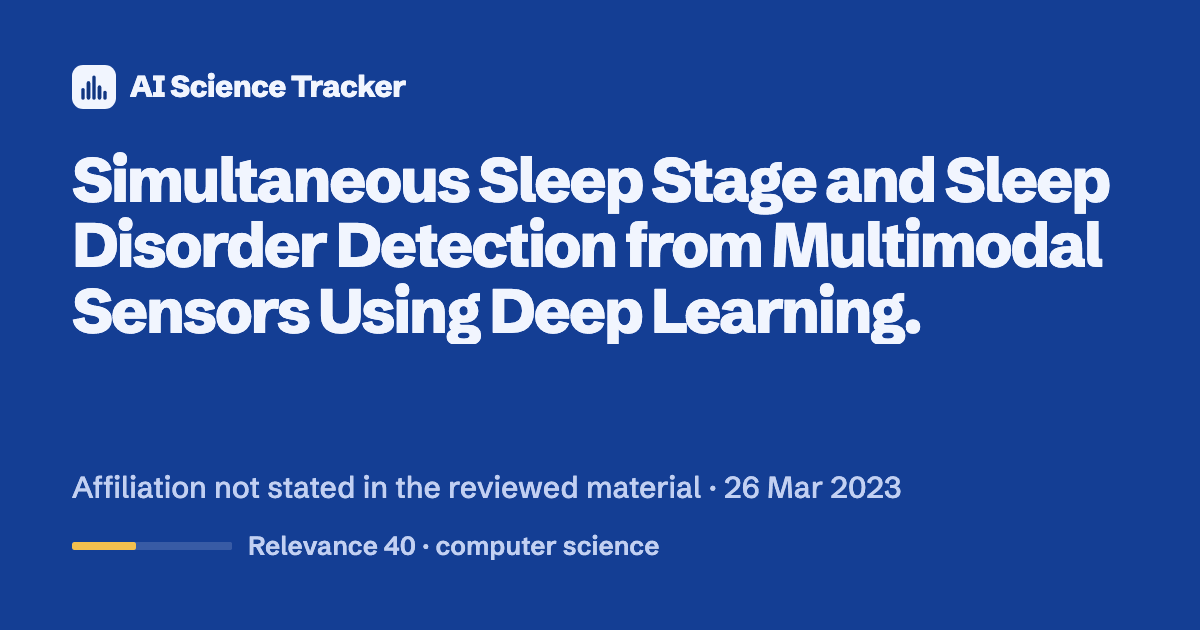 AI Science Tracker
Simultaneous Sleep Stage and Sleep
Disorder Detection from Multimodal
Sensors Using Deep Learning.
Affiliation not stated in the reviewed material · 26 Mar 2023
Relevance 40 · computer science